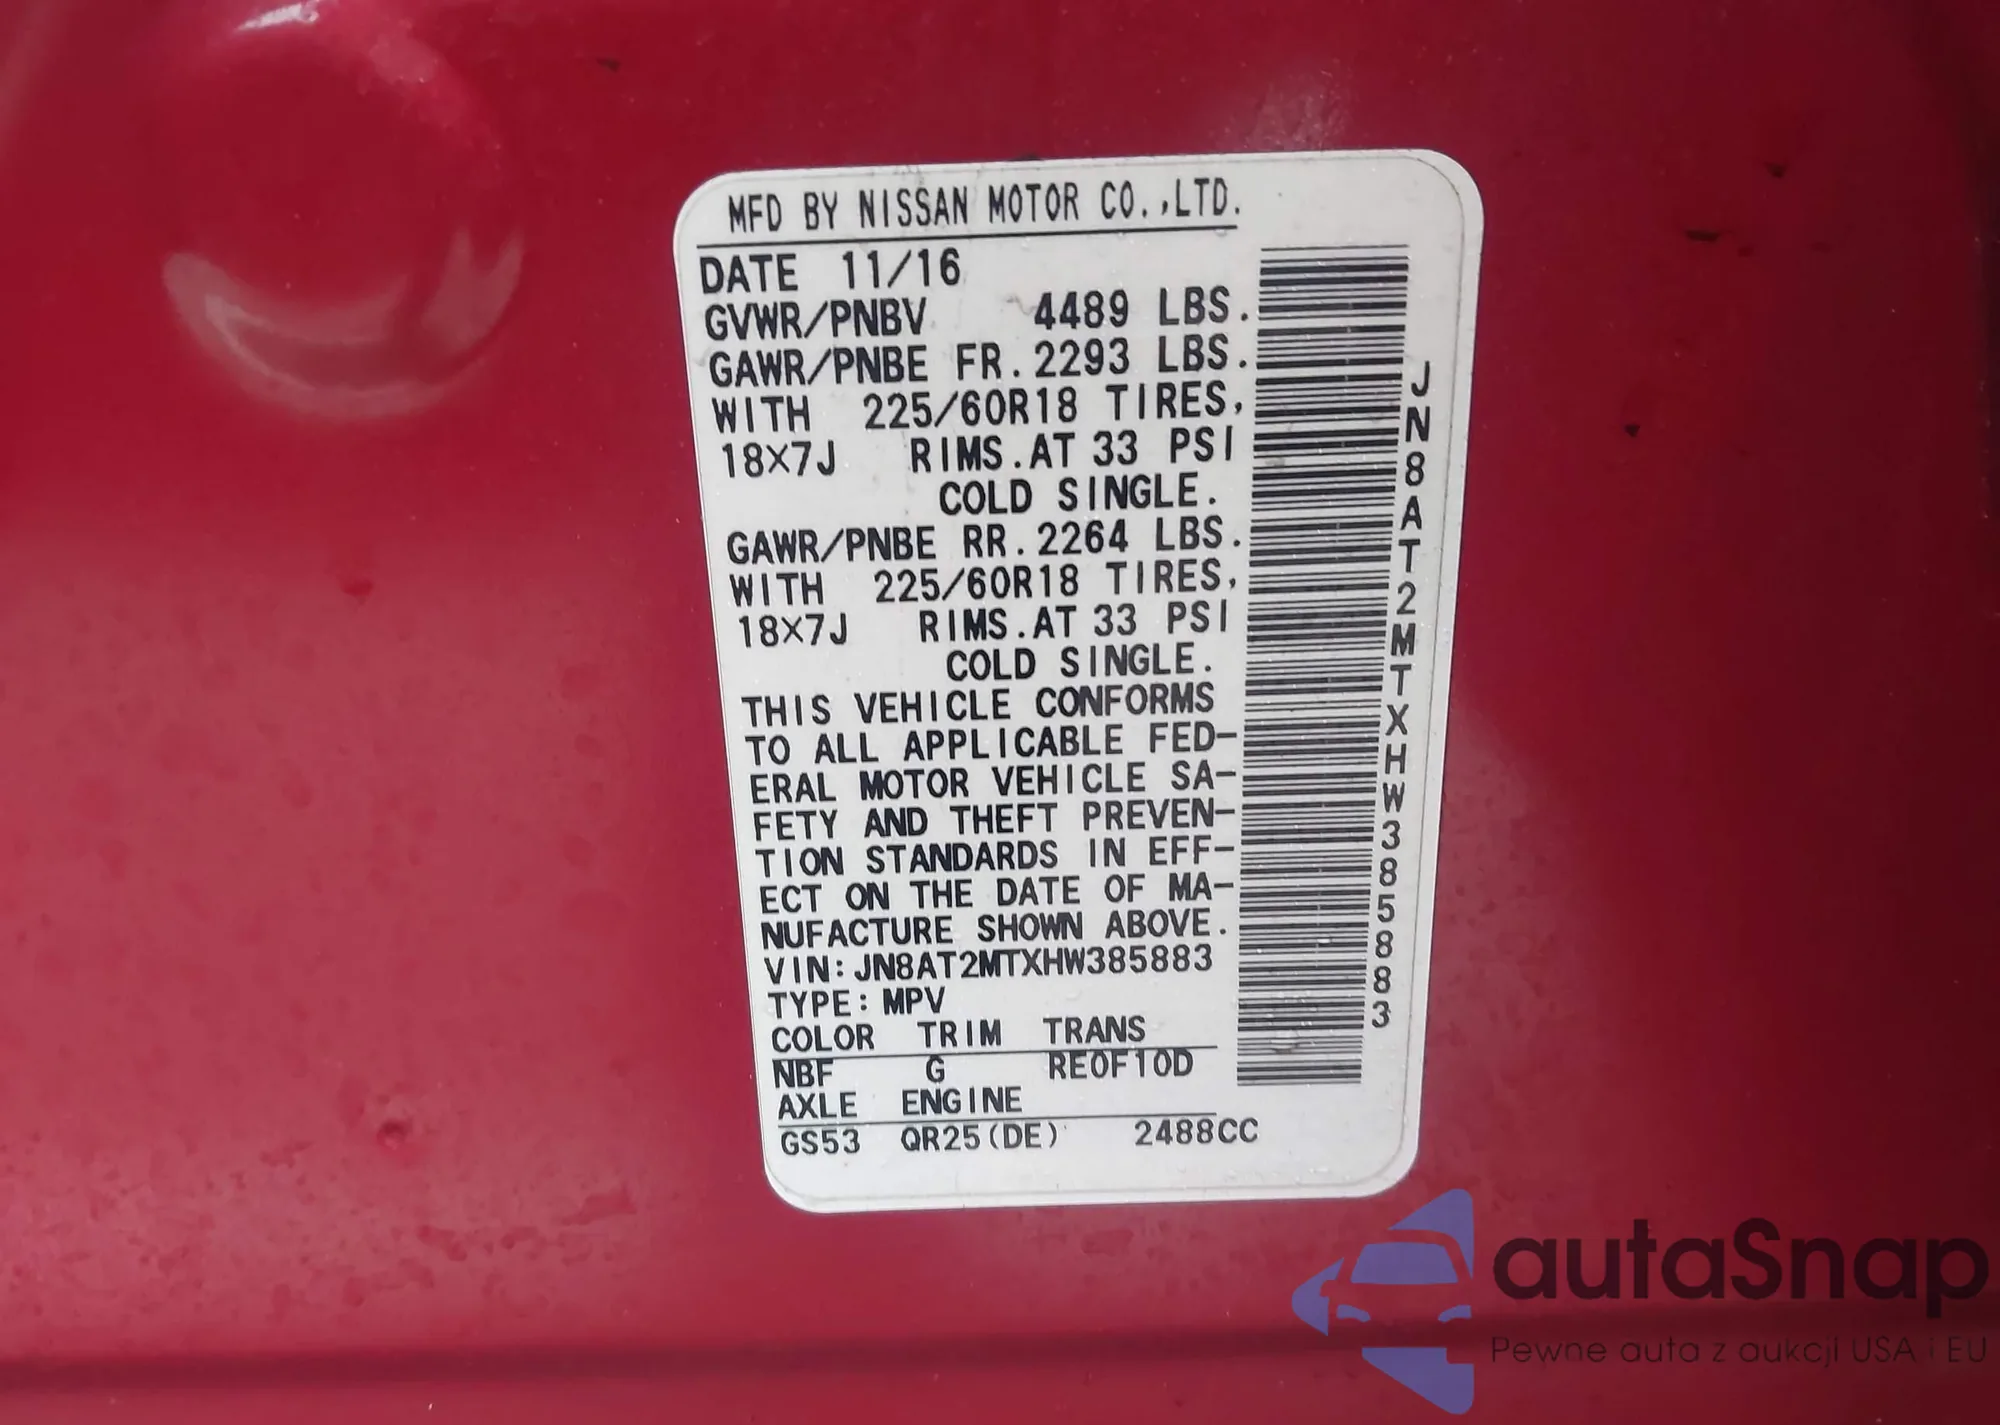 MFD BY NISSAN MOTOR CO.,LTD.
DATE 11/16
GVWR/PNBV 4489 LBS.
GAWR/PNBE FR. 2293 LBS.
WITH 225/60R18 TIRES,
18X7J RIMS. AT 33 PSI
COLD SINGLE.
GAWR/PNBE RR. 2264 LBS.
WITH 225/60R18 TIRES,
18X7J RIMS. AT 33 PSI
COLD SINGLE.
THIS VEHICLE CONFORMS
TO ALL APPLICABLE FED-
ERAL MOTOR VEHICLE SA-
FETY AND THEFT PREVEN-
TION STANDARDS IN EFF-
ECT ON THE DATE OF MA-
NUFACTURE SHOWN ABOVE.
VIN: JN8AT2MTXHW385883
TYPE: MPV
COLOR TRIM TRANS
NBF G RE0F10D
AXLE ENGINE
GS53 QR25(DE) 2488CC
JN8AT2MTXHW385883
autaSnap
Pewne auta z aukcji USA i EU